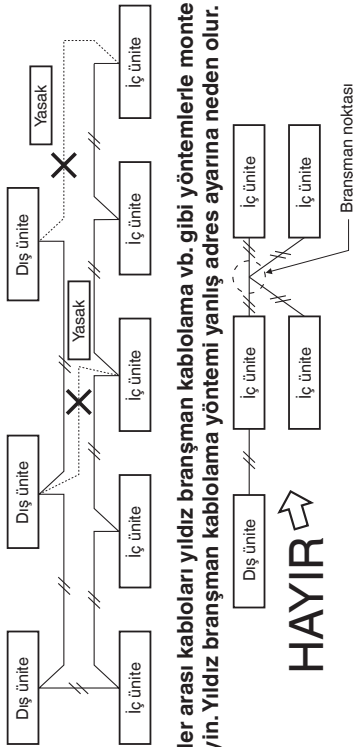 Dış ünite
Dış ünite
Dış ünite
Yasak
Yasak
İç ünite
İç ünite
İç ünite
İç ünite
İç ünite
ler arası kabloları yıldız branşman kablolama vb. gibi yöntemlerle monte
yin. Yıldız branşman kablolama yöntemi yanlış adres ayarına neden olur.
Dış ünite
İç ünite
İç ünite
İç ünite
İç ünite
HAYIR
Bransman noktası